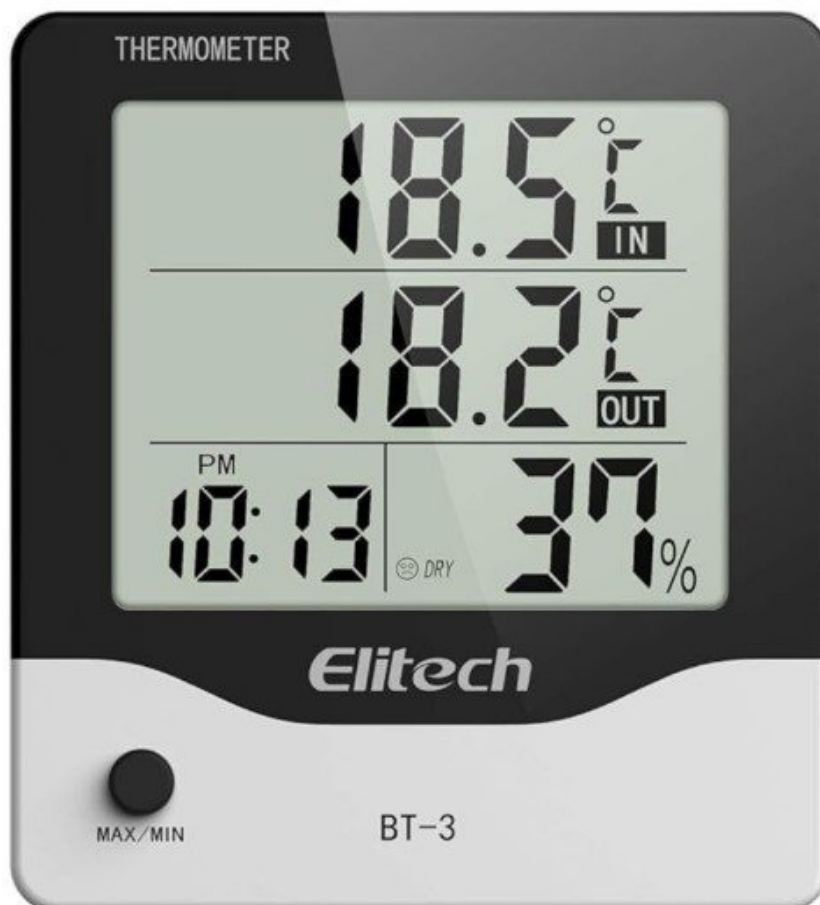 THERMOMETER
18.5 °C
IN
18.2 °C
OUT
PM
10:13
DRY
37%
Elitech
MAX/MIN
BT-3